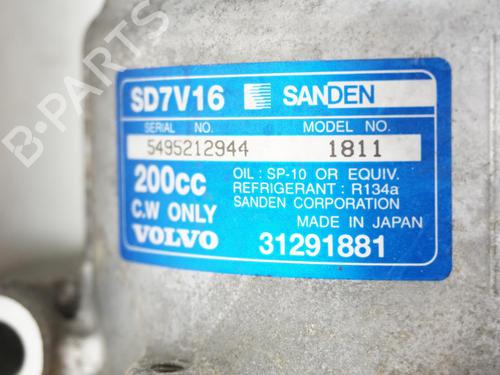 B-PARTS
SD7V16 SANDEN
SERIAL NO. MODEL NO.
5495212944 1811
200cc OIL : SP-10 OR EQUIV.
REFRIGERANT : R134a
C.W ONLY SANDEN CORPORATION
MADE IN JAPAN
VOLVO 31291881